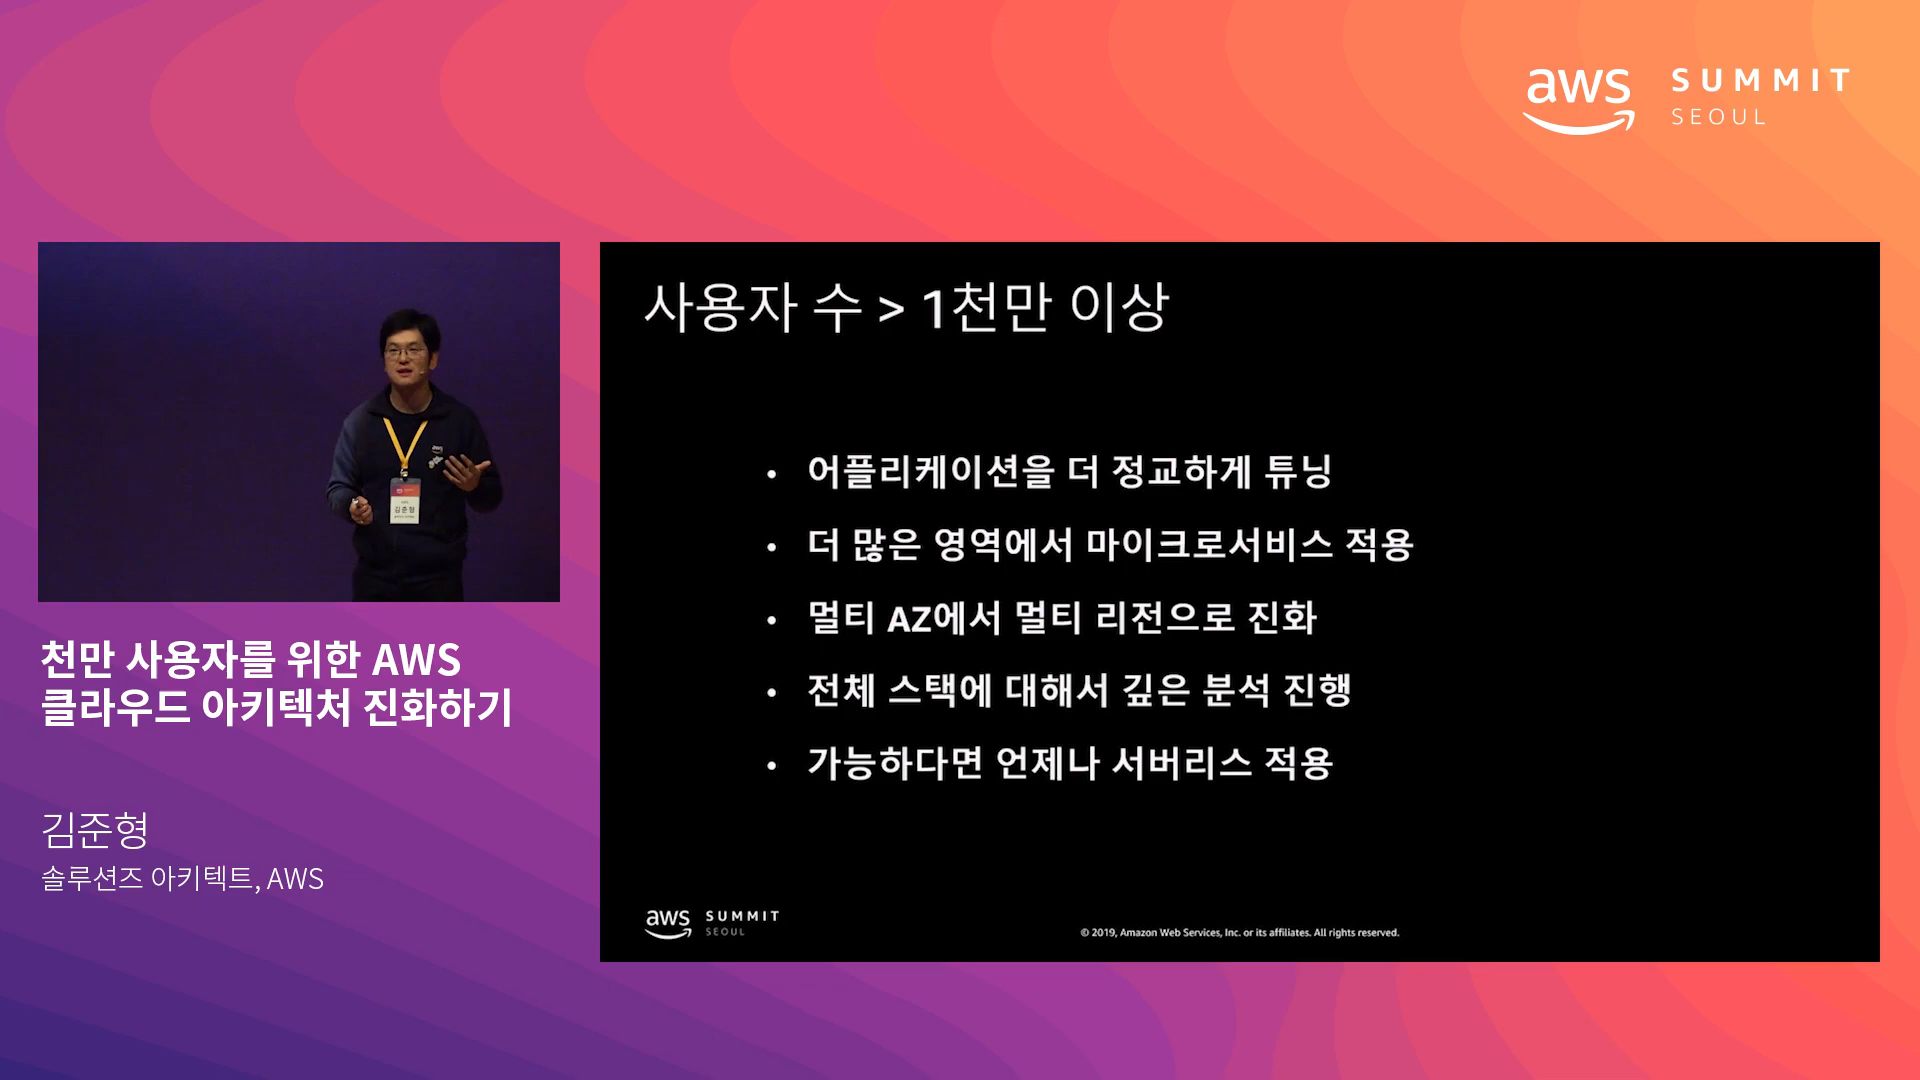 aws SUMMIT
SEOUL
김준형
천만 사용자를 위한 AWS
클라우드 아키텍처 진화하기
김준형
솔루션즈 아키텍트, AWS
사용자 수 > 1천만 이상
• 어플리케이션을 더 정교하게 튜닝
• 더 많은 영역에서 마이크로서비스 적용
• 멀티 AZ에서 멀티 리전으로 진화
• 전체 스택에 대해서 깊은 분석 진행
• 가능하다면 언제나 서버리스 적용
aws SUMMIT
SEOUL
© 2019, Amazon Web Services, Inc. or its affiliates. All rights reserved.